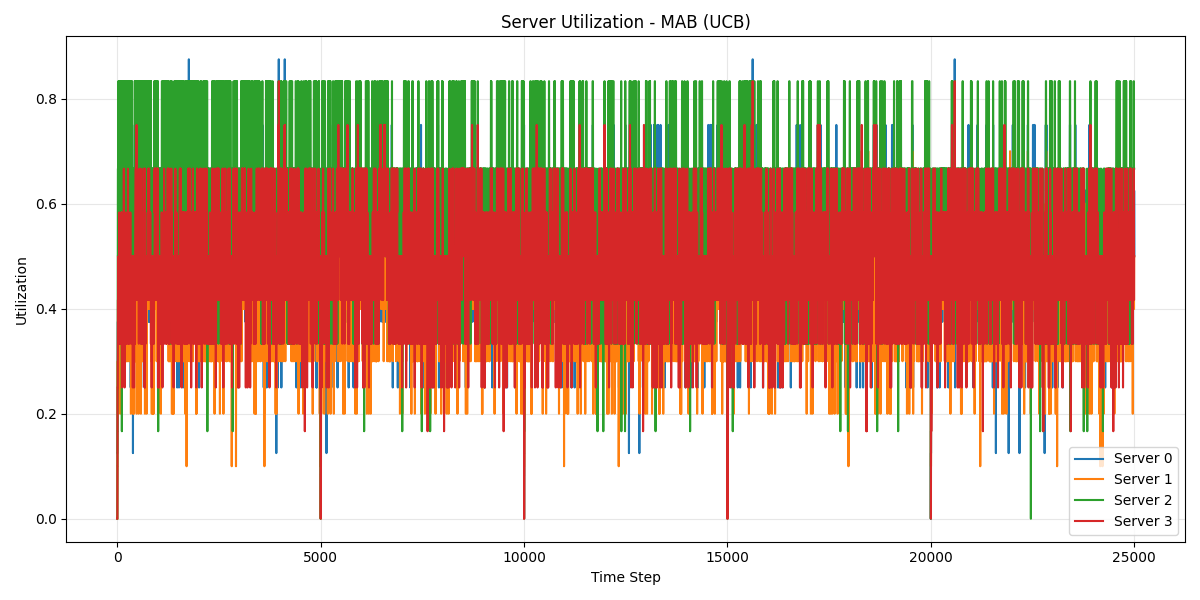 Server Utilization - MAB (UCB)
Utilization
0.8
0.6
0.4
0.2
0.0
0
5000
10000
15000
20000
25000
Time Step
Server 0
Server 1
Server 2
Server 3